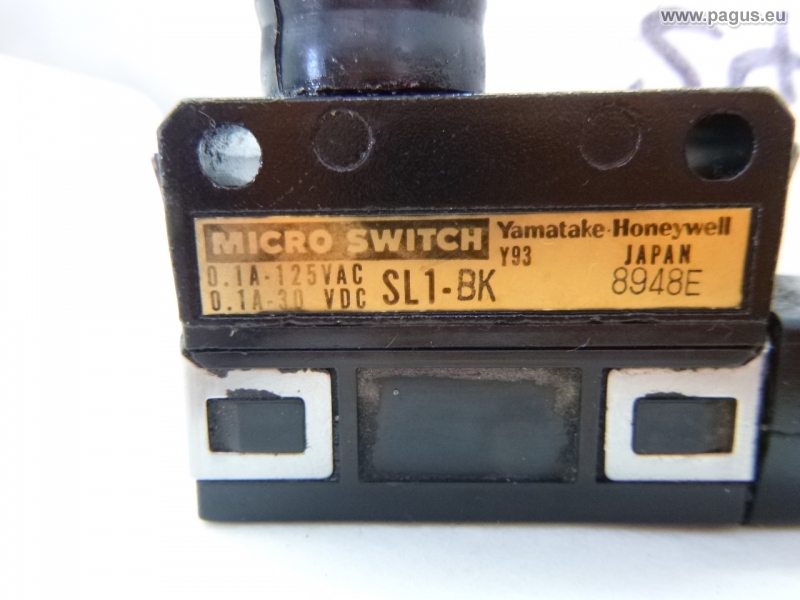 www.pagus.eu
MICRO SWITCH Yamatake-Honeywell
Y93 JAPAN
0.1A-125VAC
0.1A-30 VDC SL1-BK 8948E